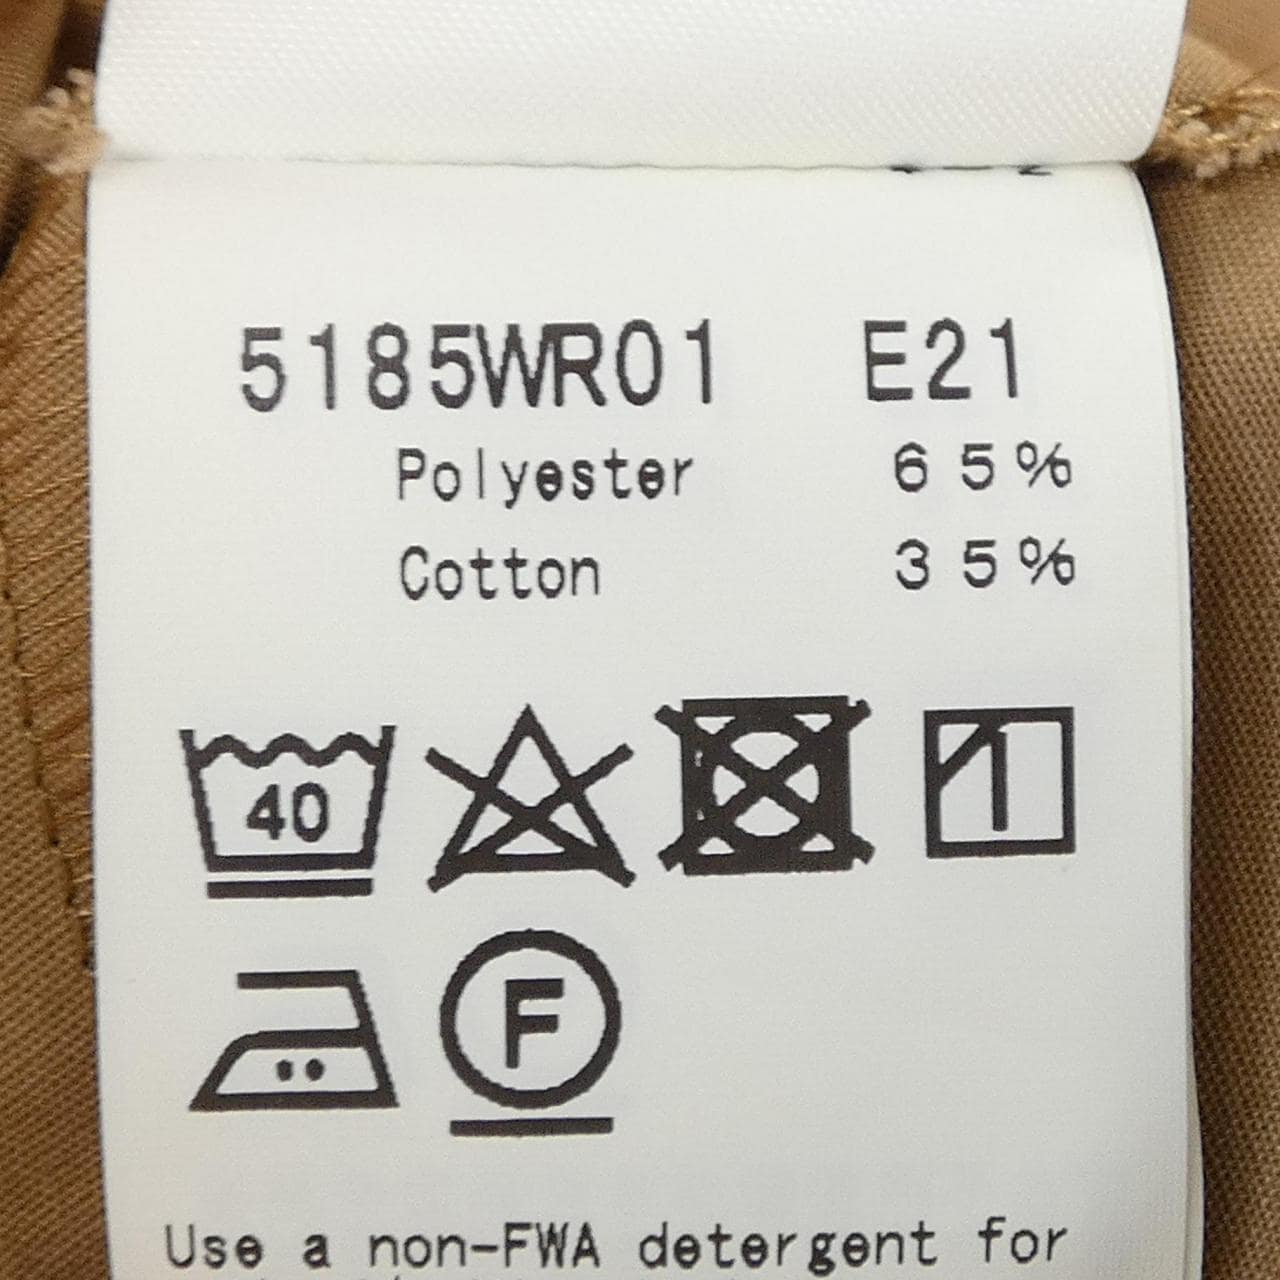 5185WR01 E21
Polyester 65%
Cotton 35%
40
F
Use a non-FWA detergent for